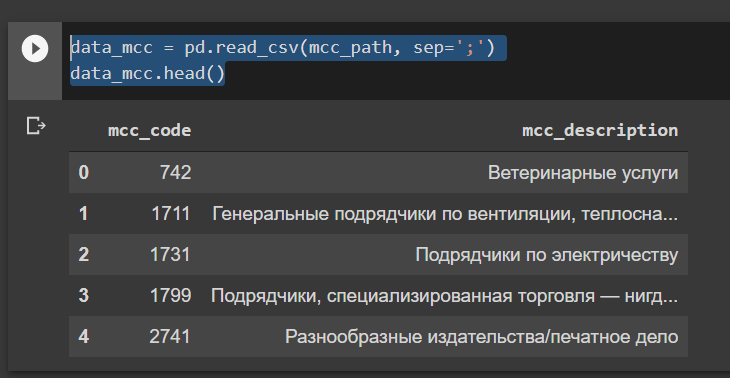 data_mcc = pd.read_csv(mcc_path, sep=';')
data_mcc.head()
mcc_code mcc_description
0 742 Ветеринарные услуги
1 1711 Генеральные подрядчики по вентиляции, теплосна...
2 1731 Подрядчики по электричеству
3 1799 Подрядчики, специализированная торговля — нигд...
4 2741 Разнообразные издательства/печатное дело